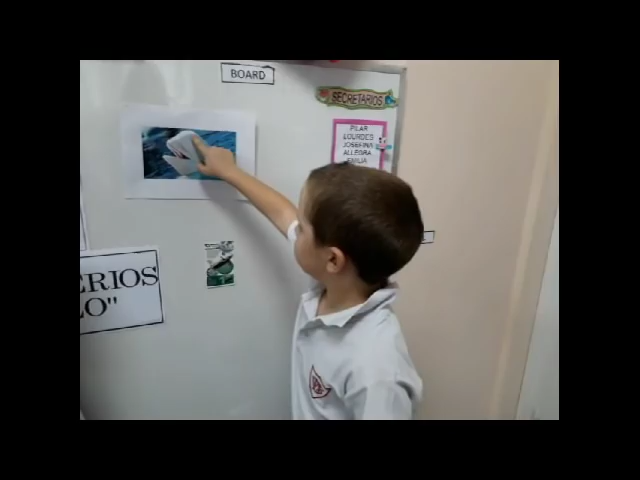 BOARD
SECRETARIOS
PILAR
LOURDES
JOSEFINA
ALLEGRA
EMILIA
ERIOS
LO"